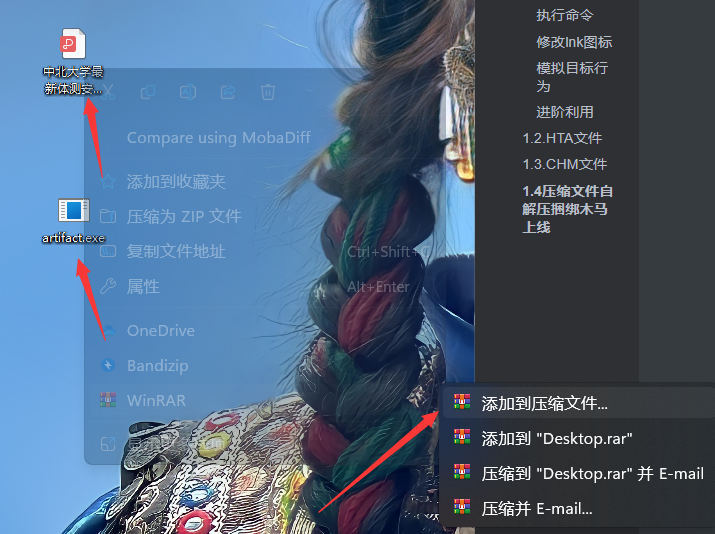 中北大学最
新体测安...
artifact.exe
Compare using MobaDiff
添加到收藏夹
压缩为 ZIP 文件
复制文件地址
Ctrl+Shift+
属性
Alt+Enter
OneDrive
Bandizip
WinRAR
执行命令
修改lnk图标
模拟目标行
为
进阶利用
1.2.HTA文件
1.3.CHM文件
1.4压缩文件自
解压捆绑木马
上线
添加到压缩文件...
添加到 "Desktop.rar"
压缩到 "Desktop.rar" 并 E-mail
压缩并 E-mail...